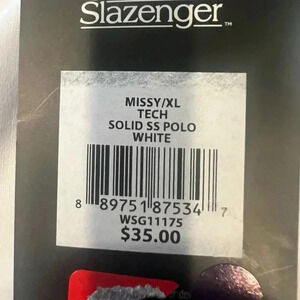 Slazenger
MISSY/XL
TECH
SOLID SS POLO
WHITE
8 89751 87534 7
WSG11175
$35.00